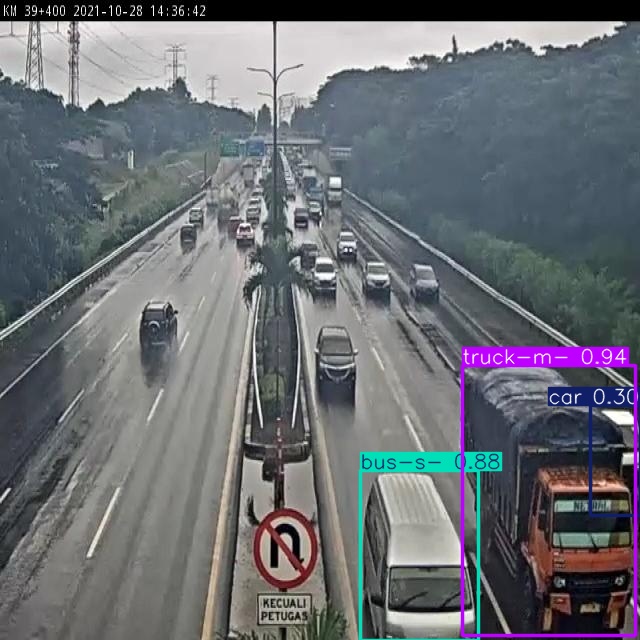 KM 39+400 2021-10-28 14:36:42
truck-m- 0.94
car 0.30
bus-s- 0.88
KECUALI
PETUGAS